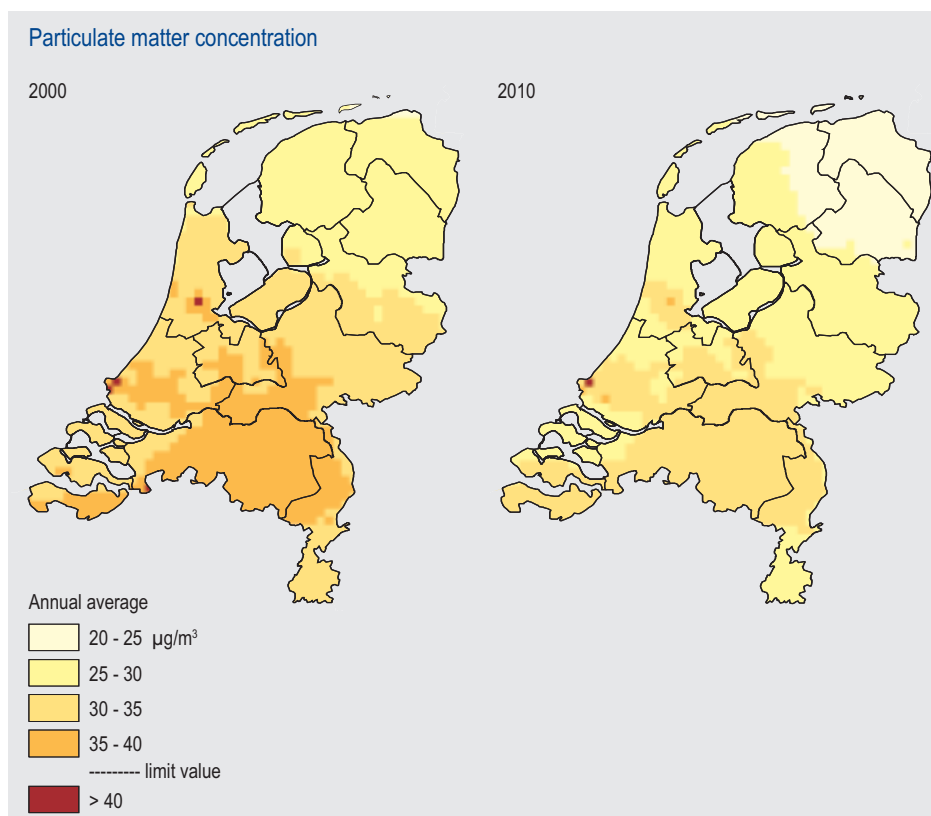 Particulate matter concentration
2000
2010
Annual average
20 - 25 µg/m³
25 - 30
30 - 35
35 - 40
--------- limit value
> 40